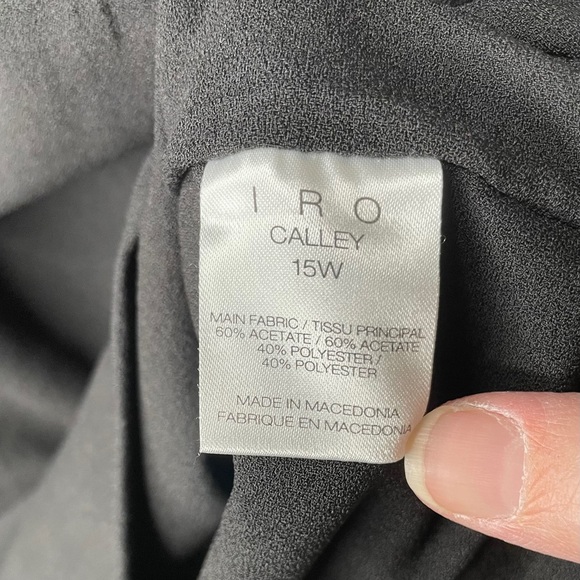 I R O
CALLEY
15W
MAIN FABRIC / TISSU PRINCIPAL
60% ACETATE / 60% ACETATE
40% POLYESTER /
40% POLYESTER
MADE IN MACEDONIA
FABRIQUE EN MACEDONIA